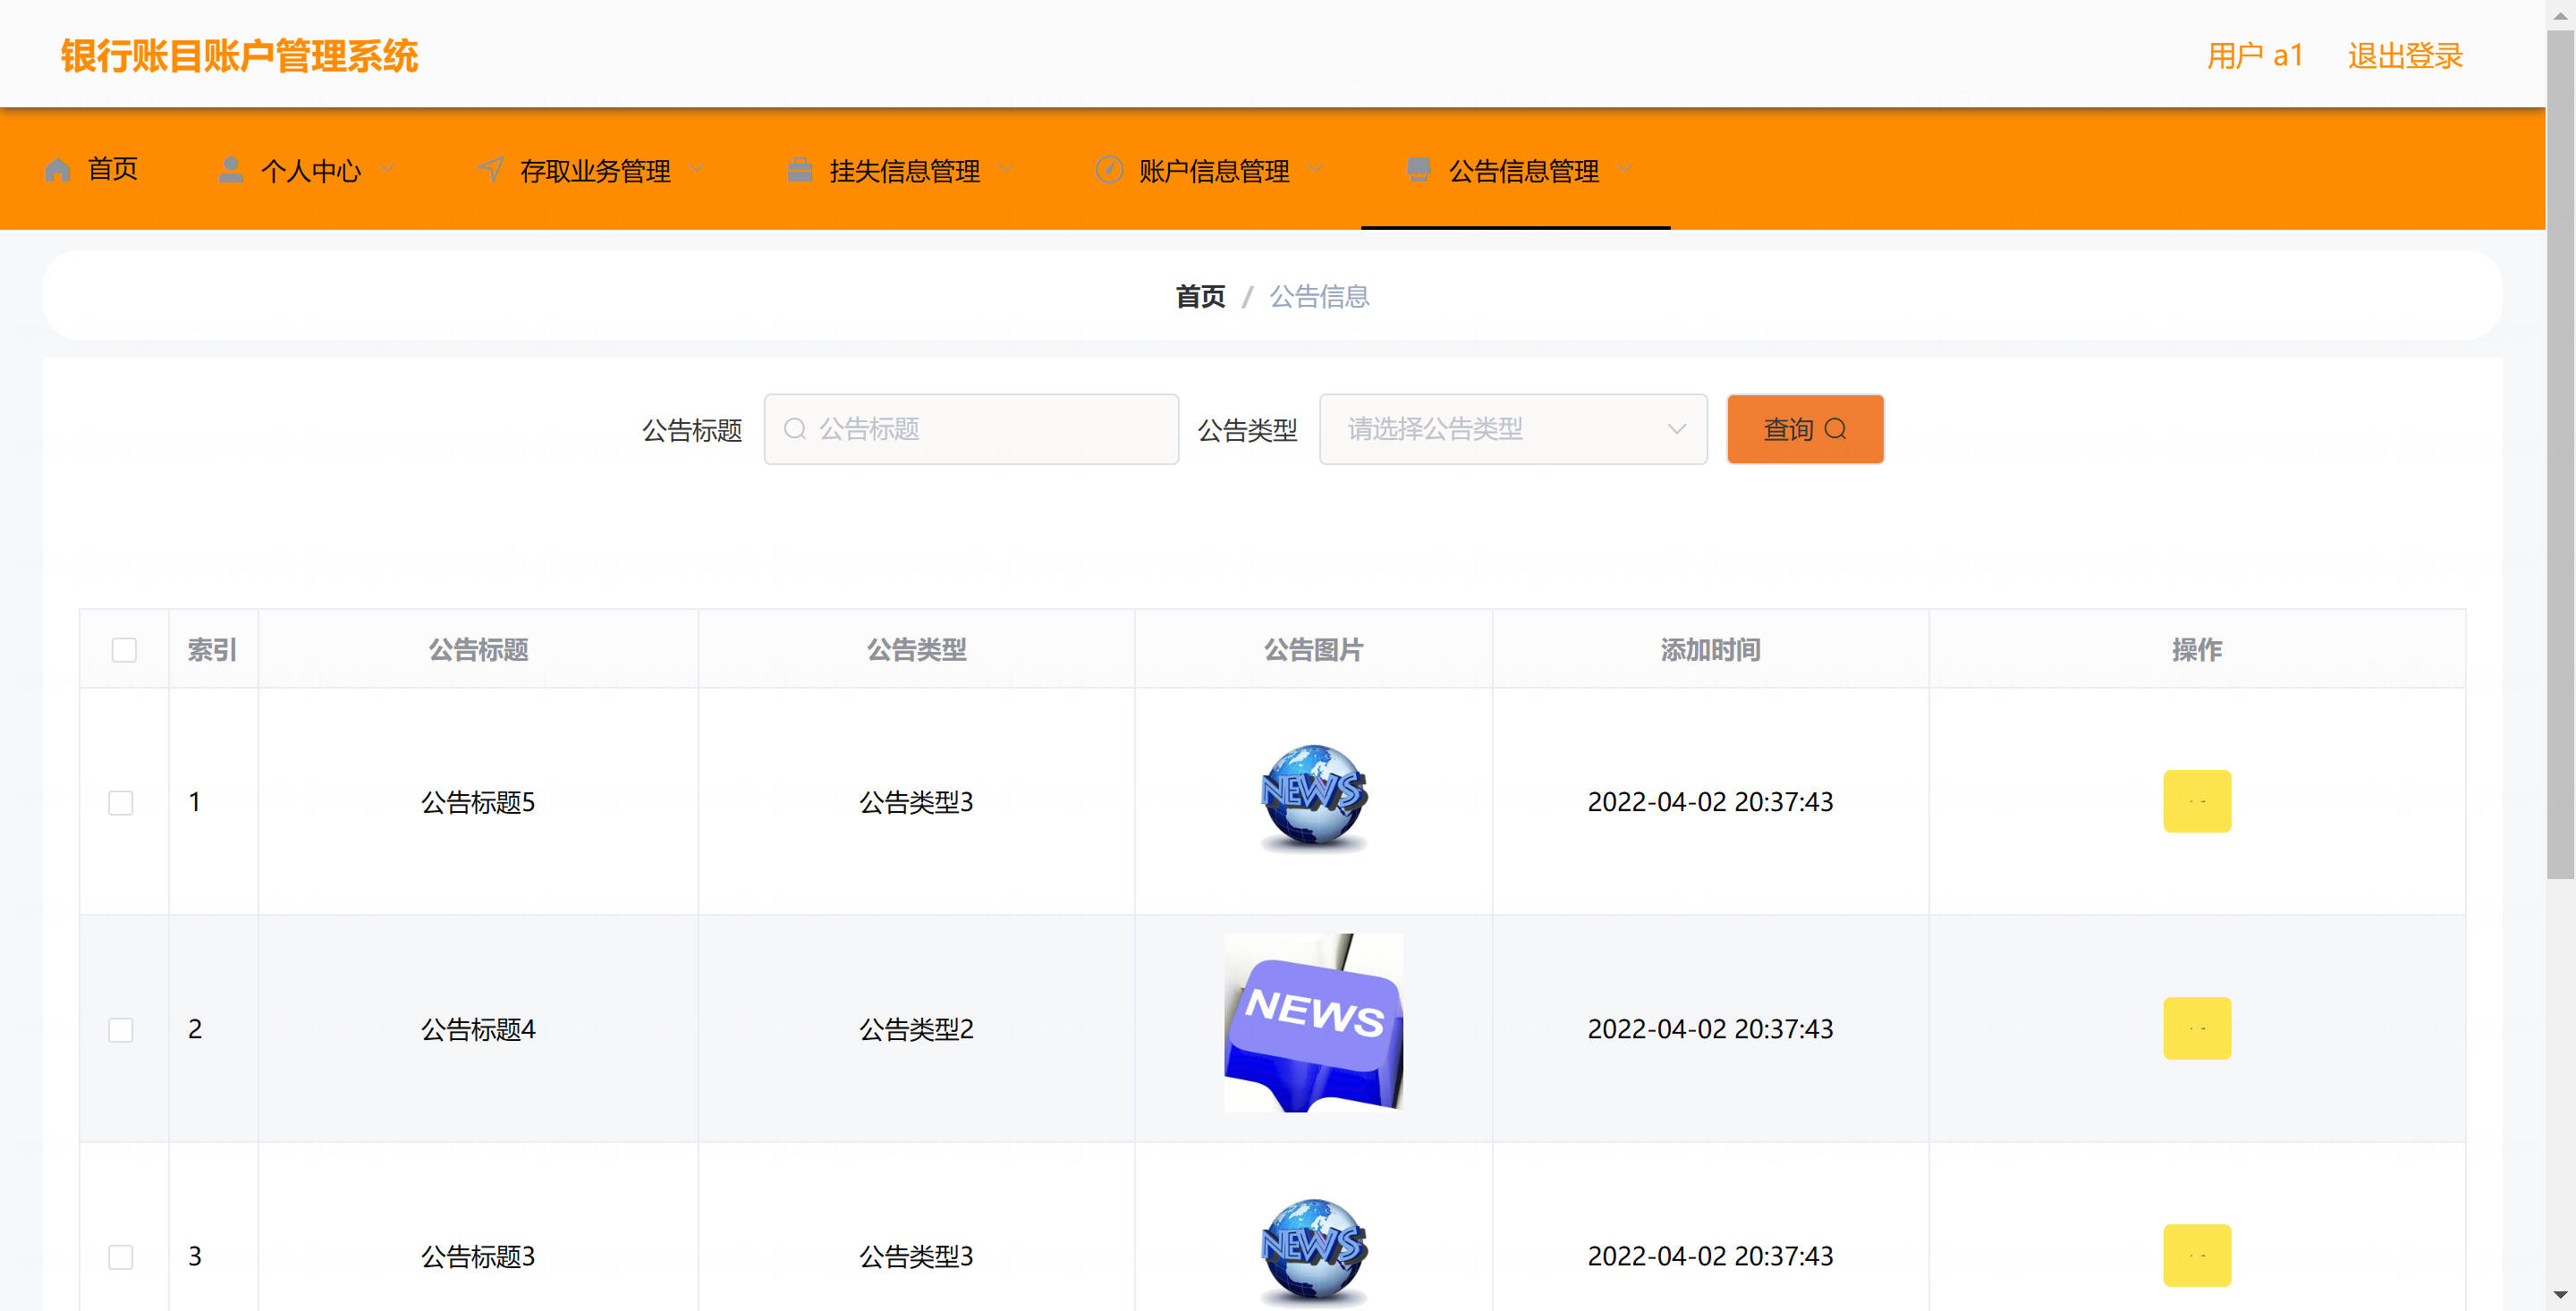 银行账目账户管理系统
用户 a1 退出登录
首页 个人中心 存取业务管理 挂失信息管理 账户信息管理 公告信息管理
首页 / 公告信息
公告标题 公告标题 公告类型 请选择公告类型 查询
索引 公告标题 公告类型 公告图片 添加时间 操作
1 公告标题5 公告类型3 NEWS 2022-04-02 20:37:43
2 公告标题4 公告类型2 NEWS 2022-04-02 20:37:43
3 公告标题3 公告类型3 NEWS 2022-04-02 20:37:43